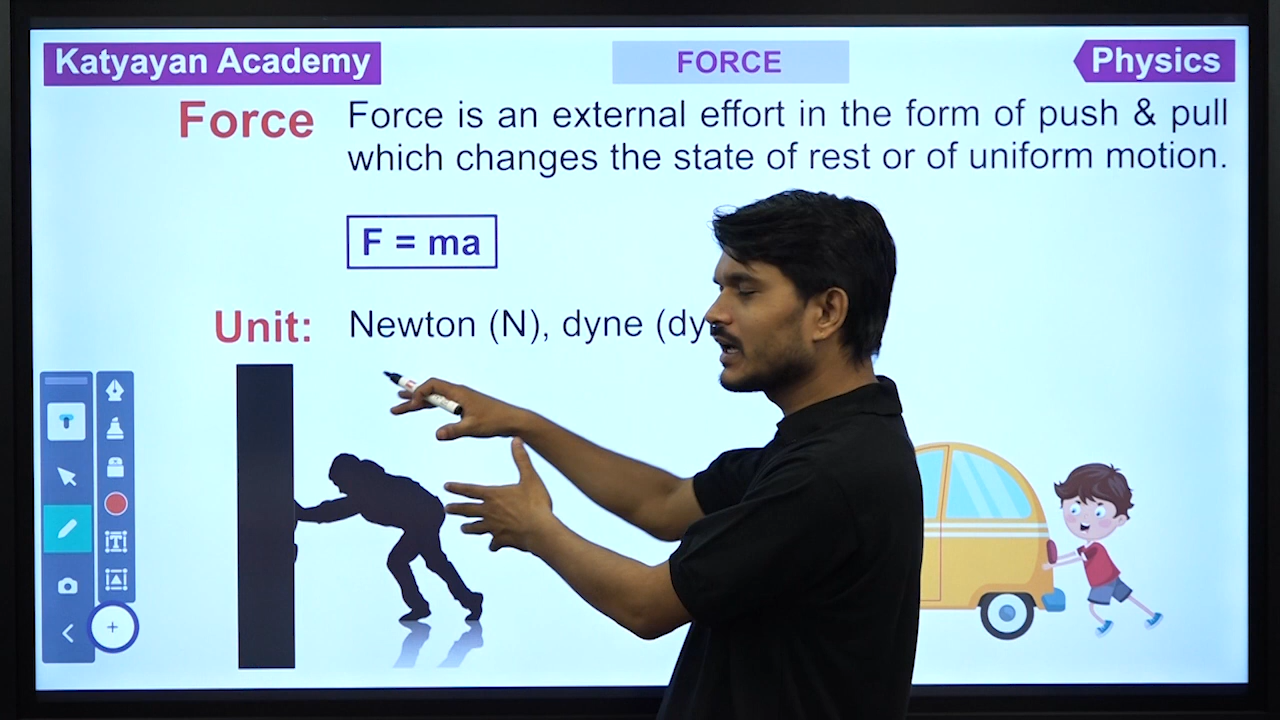 Katyayan Academy
FORCE
Physics
Force
Force is an external effort in the form of push & pull
which changes the state of rest or of uniform motion.
F = ma
Unit: Newton (N), dyne (dy
T